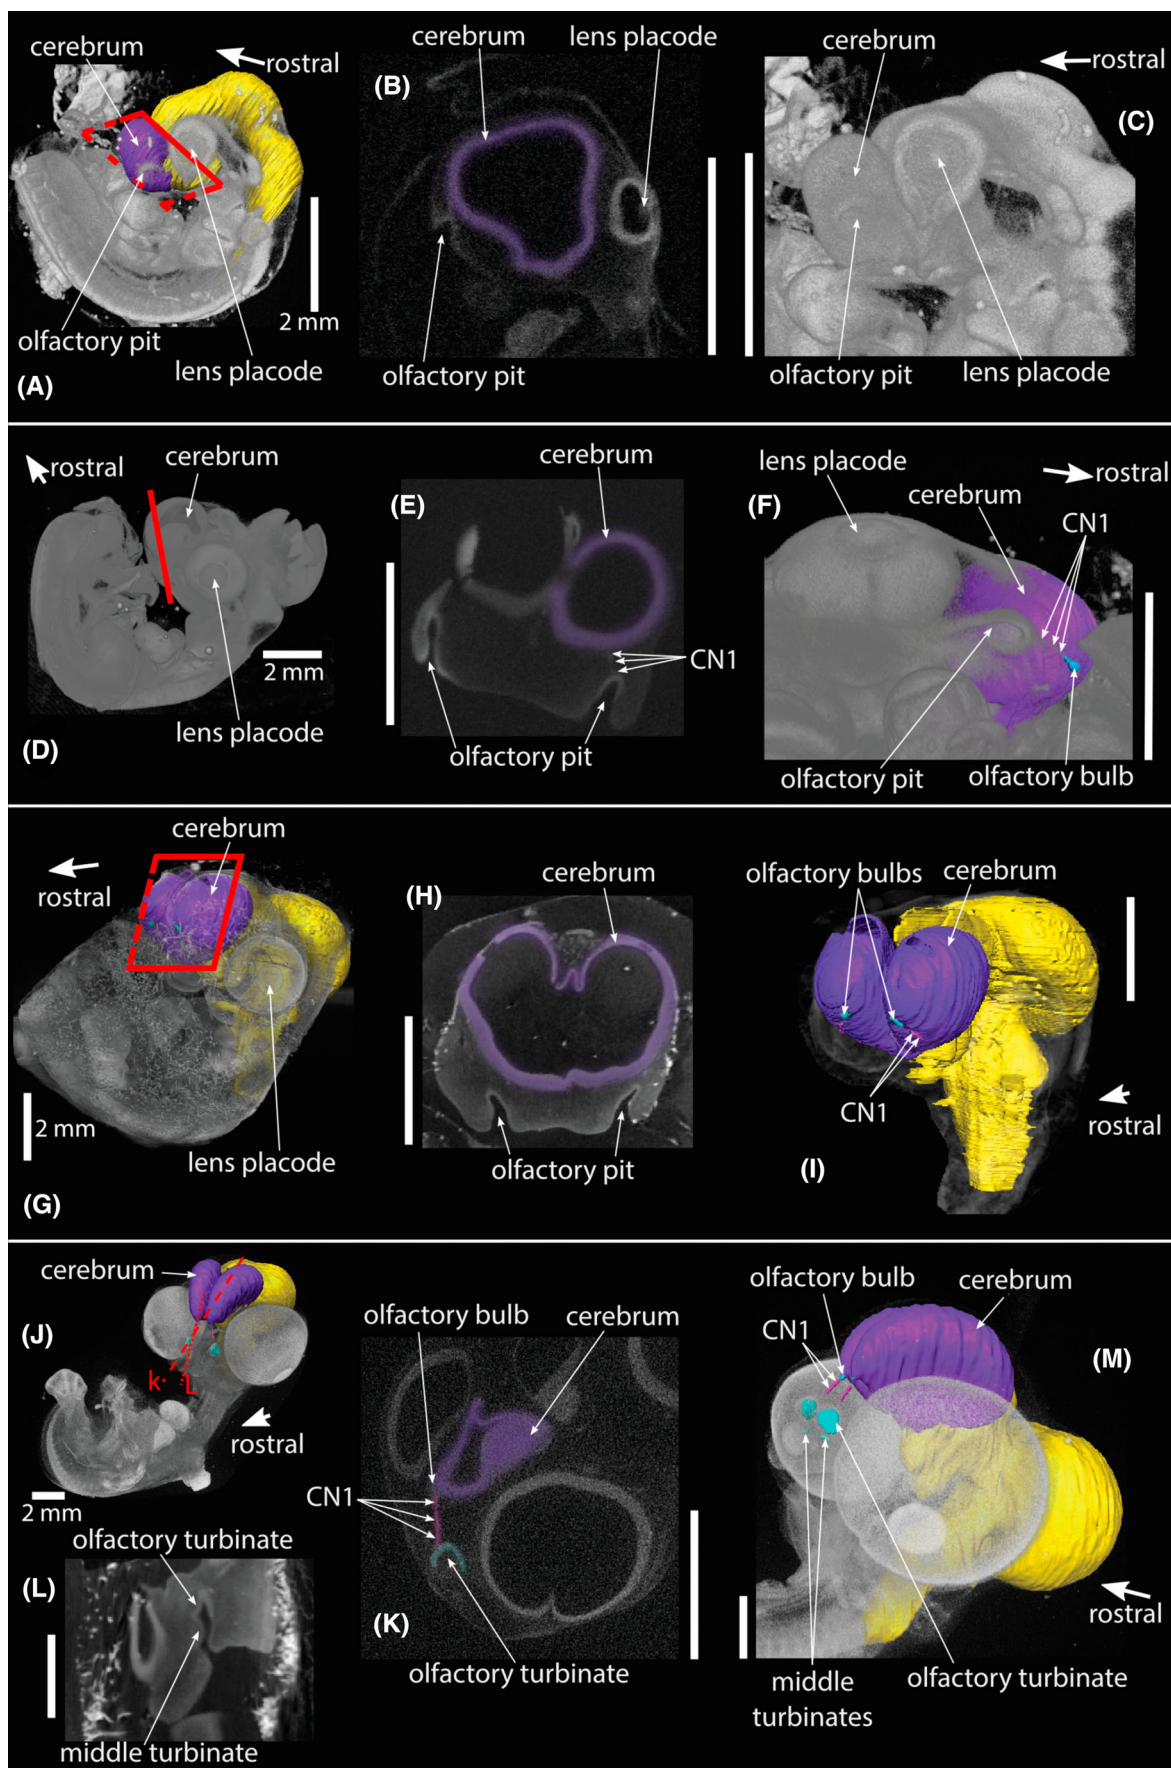 cerebrum
rostral
2 mm
olfactory pit
lens placode
(A)
cerebrum
lens placode
(B)
olfactory pit
cerebrum
rostral
(C)
olfactory pit
lens placode
rostral
cerebrum
2 mm
lens placode
(D)
cerebrum
(E)
CN1
olfactory pit
lens placode
rostral
cerebrum
(F)
CN1
olfactory pit
olfactory bulb
cerebrum
rostral
2 mm
lens placode
(G)
cerebrum
(H)
olfactory pit
olfactory bulbs
cerebrum
CN1
rostral
(I)
cerebrum
(J)
k
L
rostral
2 mm
olfactory turbinate
(L)
middle turbinate
olfactory bulb
cerebrum
CN1
(K)
olfactory turbinate
olfactory bulb
cerebrum
CN1
(M)
rostral
middle
turbinates
olfactory turbinate